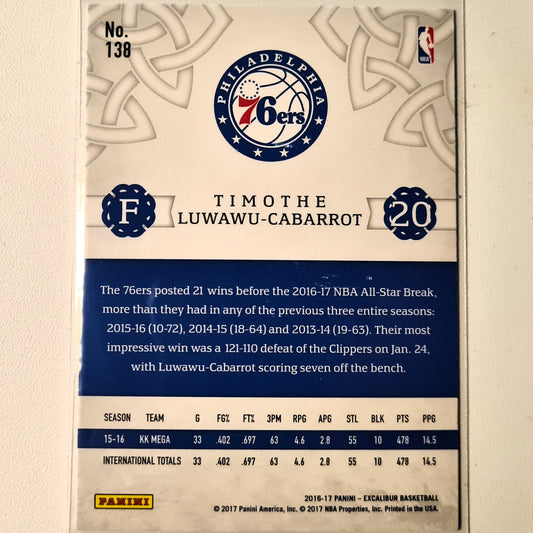 No.
138
NBA
PHILADELPHIA
76ers
TIMOTHE
F LUWAWU-CABARROT 20
The 76ers posted 21 wins before the 2016-17 NBA All-Star Break,
more than they had in any of the previous three entire seasons:
2015-16 (10-72), 2014-15 (18-64) and 2013-14 (19-63). Their most
impressive win was a 121-110 defeat of the Clippers on Jan. 24,
with Luwawu-Cabarrot scoring seven off the bench.
SEASON TEAM G FG% FT% 3PM RPG APG STL BLK PTS PPG
15-16 KK MEGA 33 .402 .697 63 4.6 2.8 55 10 478 14.5
INTERNATIONAL TOTALS 33 .402 .697 63 4.6 2.8 55 10 478 14.5
PANINI
2016-17 PANINI – EXCALIBUR BASKETBALL
© 2017 Panini America, Inc. © 2017 NBA Properties, Inc. Printed in the USA.